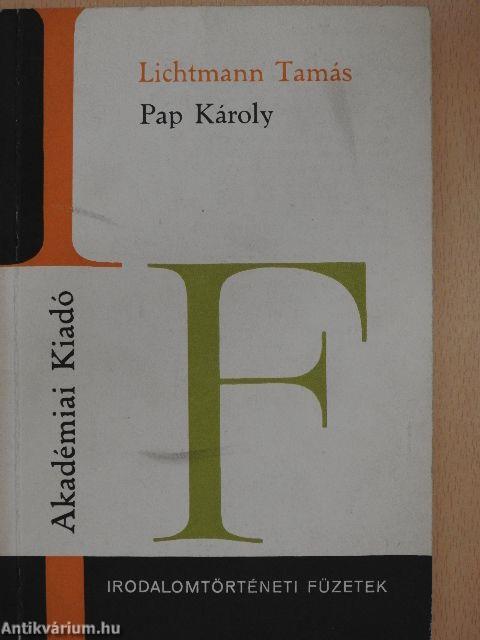 Lichtmann Tamás
Pap Károly
IF
Akadémiai Kiadó
IRODALOMTÖRTÉNETI FÜZETEK
Antikvárium.hu